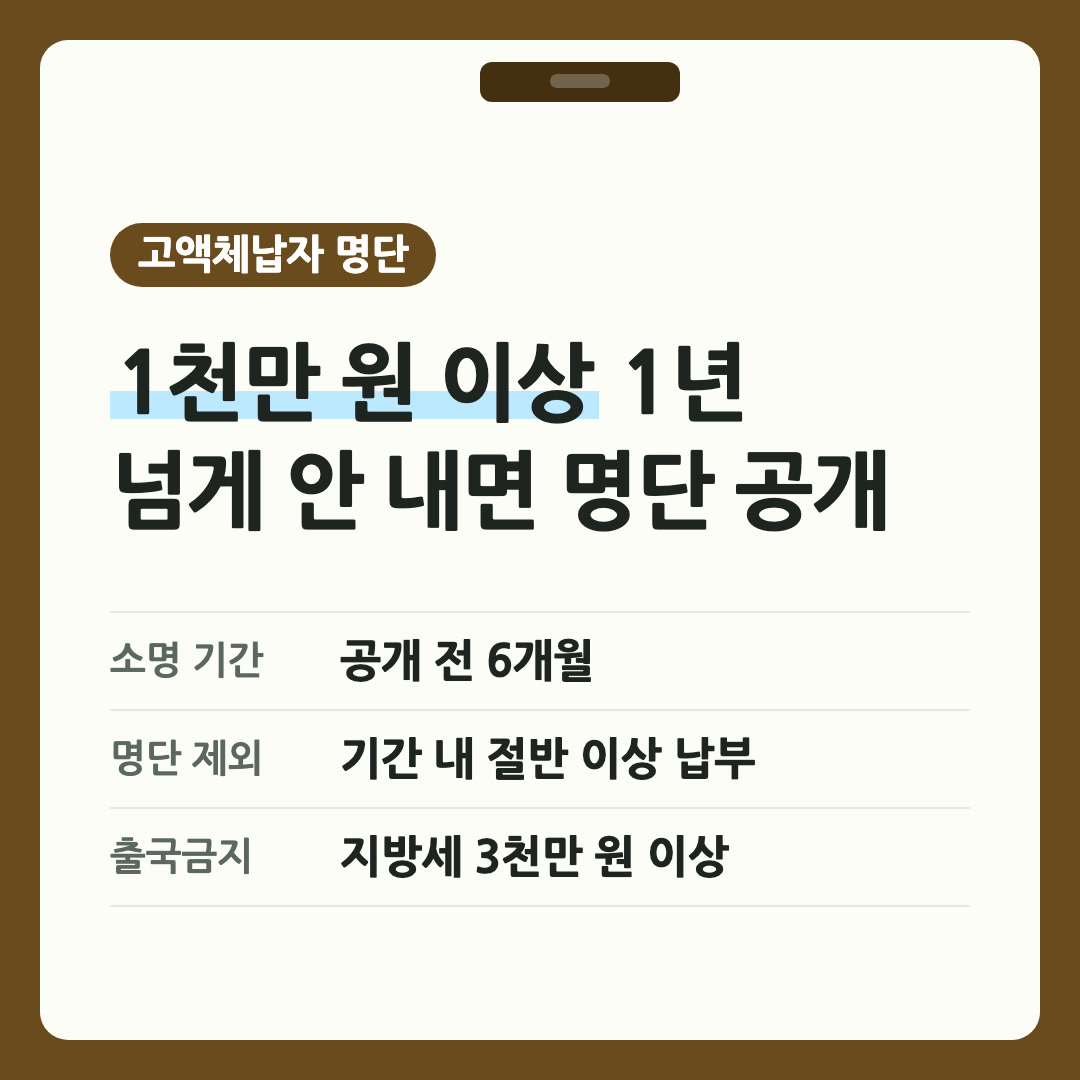 고액체납자 명단
1천만 원 이상 1년
넘게 안 내면 명단 공개
소명 기간 공개 전 6개월
명단 제외 기간 내 절반 이상 납부
출국금지 지방세 3천만 원 이상